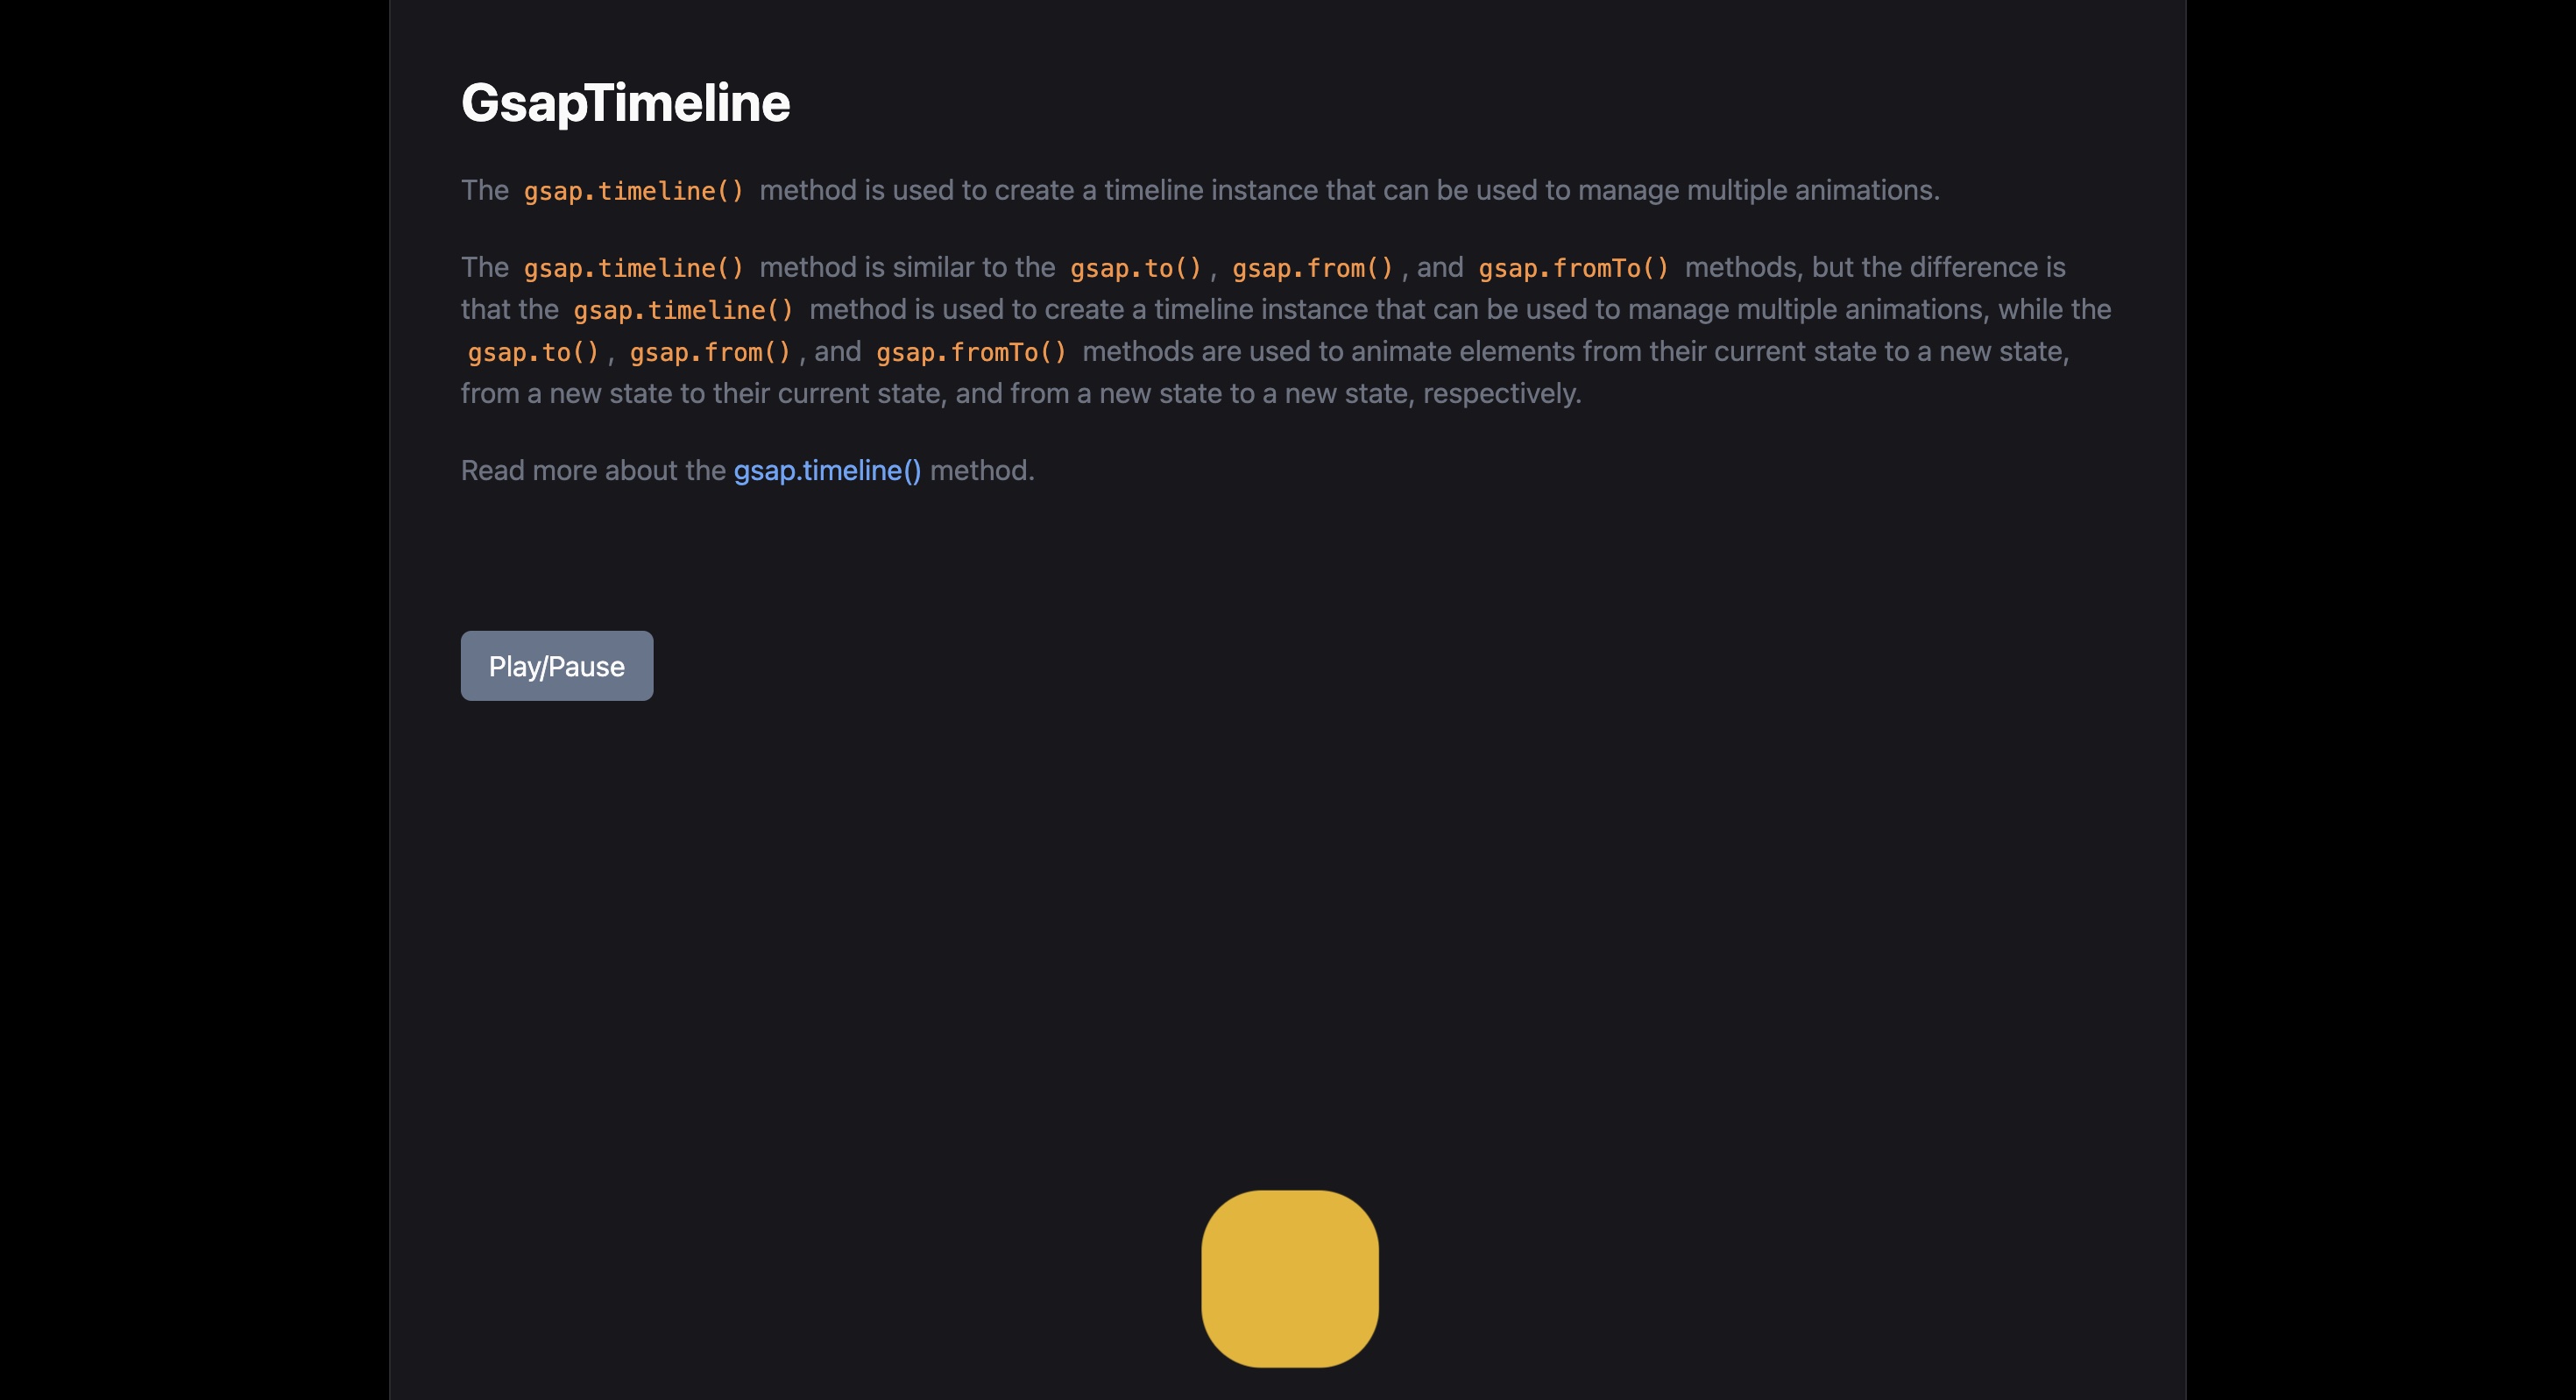 GsapTimeline
The gsap.timeline() method is used to create a timeline instance that can be used to manage multiple animations.
The gsap.timeline() method is similar to the gsap.to(), gsap.from(), and gsap.fromTo() methods, but the difference is
that the gsap.timeline() method is used to create a timeline instance that can be used to manage multiple animations, while the
gsap.to(), gsap.from(), and gsap.fromTo() methods are used to animate elements from their current state to a new state,
from a new state to their current state, and from a new state to a new state, respectively.
Read more about the gsap.timeline() method.
Play/Pause